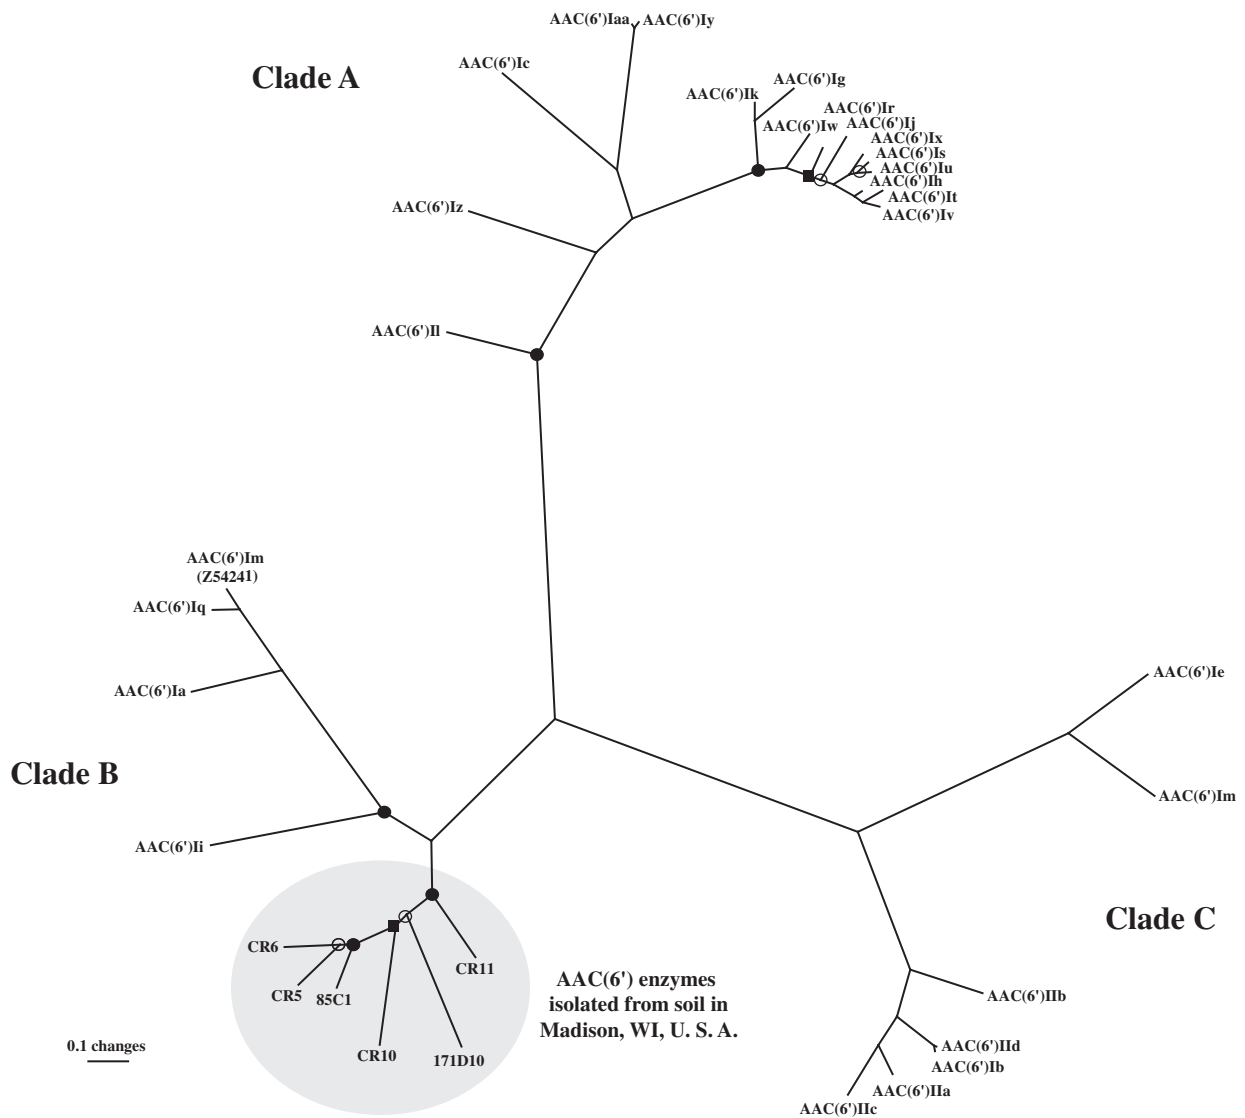 AAC(6')Iaa
AAC(6')Iy
Clade A
AAC(6')Ic
AAC(6')Ig
AAC(6')Ik
AAC(6')Ir
AAC(6')Iw
AAC(6')Ij
AAC(6')Ix
AAC(6')Is
AAC(6')Iu
AAC(6')Ih
AAC(6')It
AAC(6')Iv
AAC(6')Iz
AAC(6')Il
AAC(6')Im
(Z54241)
AAC(6')Iq
AAC(6')Ia
Clade B
AAC(6')Ii
AAC(6')Ie
AAC(6')Im
Clade C
CR6
CR5
85C1
CR11
CR10
171D10
AAC(6') enzymes
isolated from soil in
Madison, WI, U. S. A.
AAC(6')IIb
AAC(6')IId
AAC(6')Ib
AAC(6')IIa
AAC(6')IIc
0.1 changes